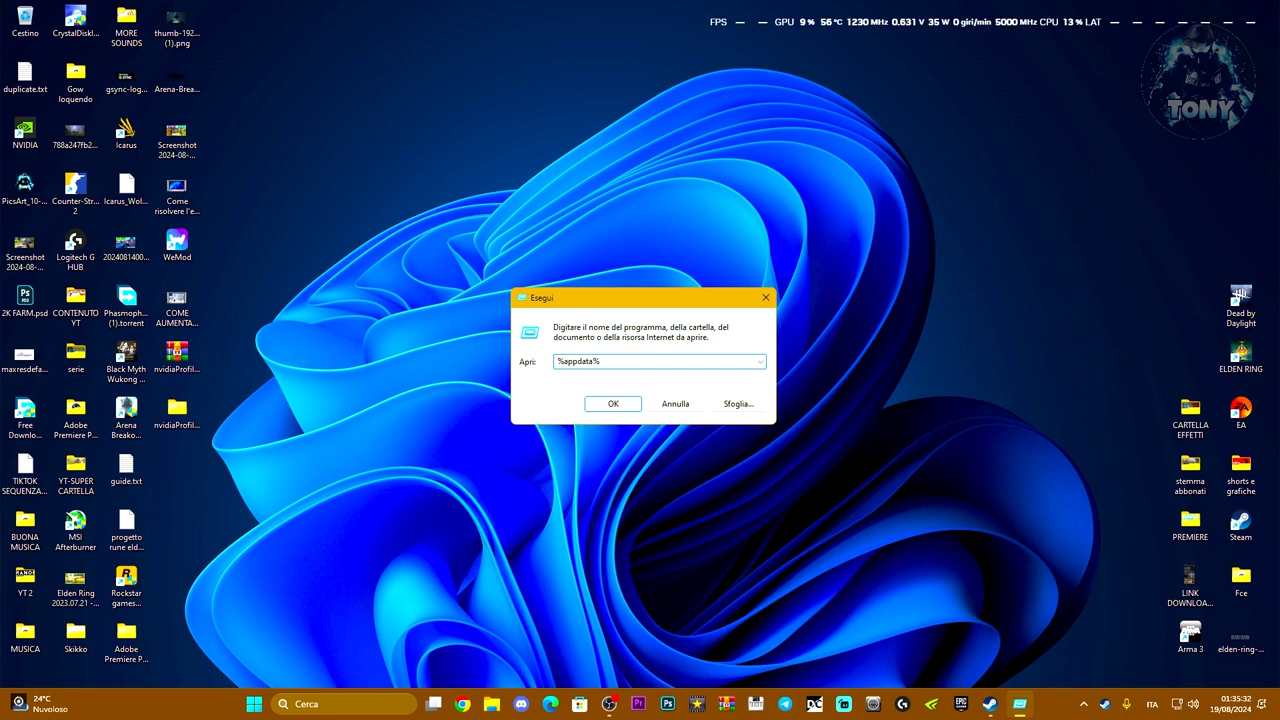 FPS — — GPU 9 % 56 °C 1230 MHz 0.631 V 35 W 0 giri/min 5000 MHz CPU 13 % LAT — — — — — — — —
TONY
Cestino
CrystalDiskI...
MORE
SOUNDS
thumb-192...
(1).png
duplicate.txt
Gow
loquendo
gsync-log...
Arena-Brea...
NVIDIA
788a247fb2...
Icarus
Screenshot
2024-08-...
PicsArt_10-...
Counter-Str...
2
Icarus_Wol...
Come
risolvere l'e...
Screenshot
2024-08-...
Logitech G
HUB
2024081400...
WeMod
2K FARM.psd
CONTENUTO
YT
Phasmoph...
(1).torrent
COME
AUMENTA...
maxresdefa...
serie
Black Myth
Wukong ...
nvidiaProfil...
Free
Downlo...
Adobe
Premiere P...
Arena
Breako...
nvidiaProfil...
TIKTOK
SEQUENZA...
YT-SUPER
CARTELLA
guide.txt
BUONA
MUSICA
MSI
Afterburner
progetto
rune eld...
YT 2
Elden Ring
2023.07.21 -...
Rockstar
games...
MUSICA
Skikko
Adobe
Premiere P...
Esegui
Digitare il nome del programma, della cartella, del
documento o della risorsa Internet da aprire.
Apri:
%appdata%
OK
Annulla
Sfoglia...
Dead by
Daylight
ELDEN RING
CARTELLA
EFFETTI
EA
stemma
abbonati
shorts e
grafiche
PREMIERE
Steam
LINK
DOWNLOA...
Fce
Arma 3
elden-ring-...
24°C
Nuvoloso
Cerca
ITA
01:35:32
19/08/2024